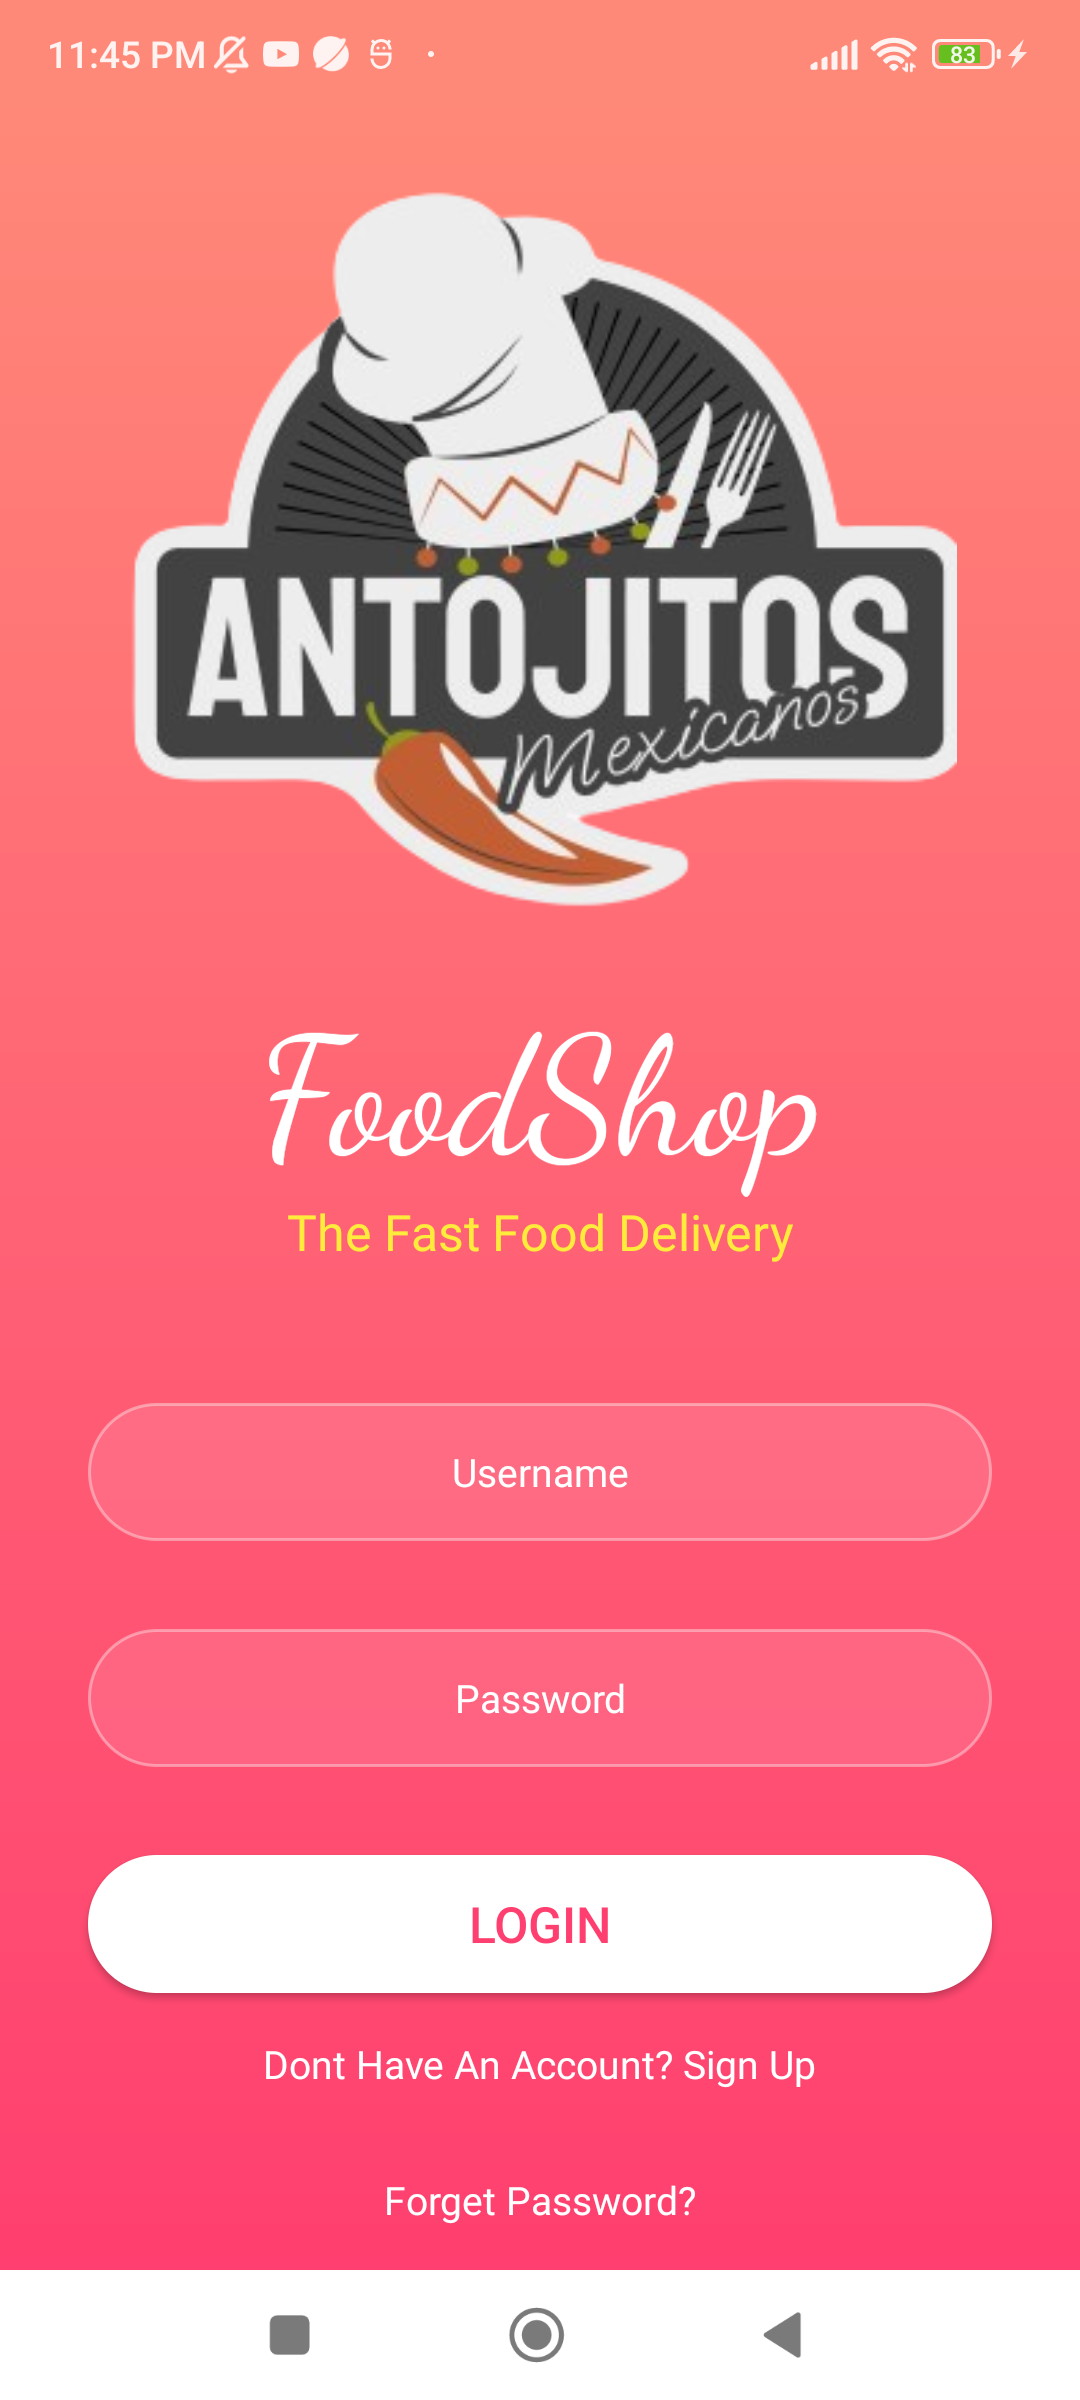 11:45 PM
83
ANTOJITOS
Mexicanos
FoodShop
The Fast Food Delivery
Username
Password
LOGIN
Dont Have An Account? Sign Up
Forget Password?